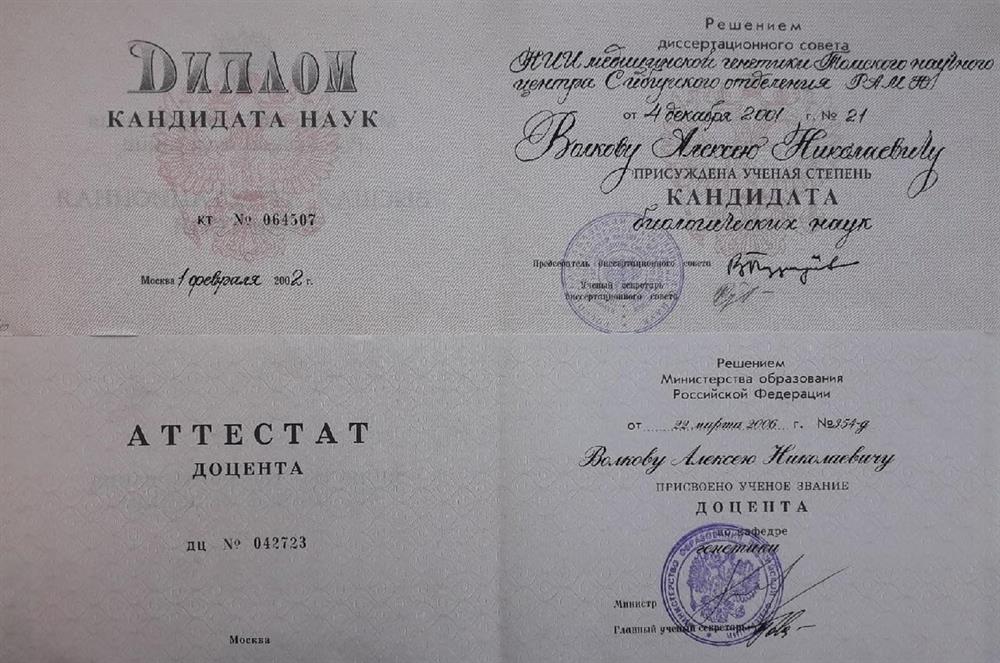 Диплом
КАНДИДАТА НАУК
КТ № 064507
Москва 1 февраля 2002 г.
Решением
диссертационного совета
НИИ медицинской генетики Томского научного
центра Сибирского отделения РАМН
от 4 декабря 2001 г. № 21
Волкову Алексею Николаевичу
ПРИСУЖДЕНА УЧЕНАЯ СТЕПЕНЬ
КАНДИДАТА
биологических наук
Председатель диссертационного совета
Ученый секретарь
диссертационного совета
АТТЕСТАТ
ДОЦЕНТА
ДЦ № 042723
Москва
Решением
Министерства образования
Российской Федерации
от 22 марта 2006 г. № 354-д
Волкову Алексею Николаевичу
ПРИСВОЕНО УЧЕНОЕ ЗВАНИЕ
ДОЦЕНТА
по кафедре
генетики
Министр
Главный ученый секретарь